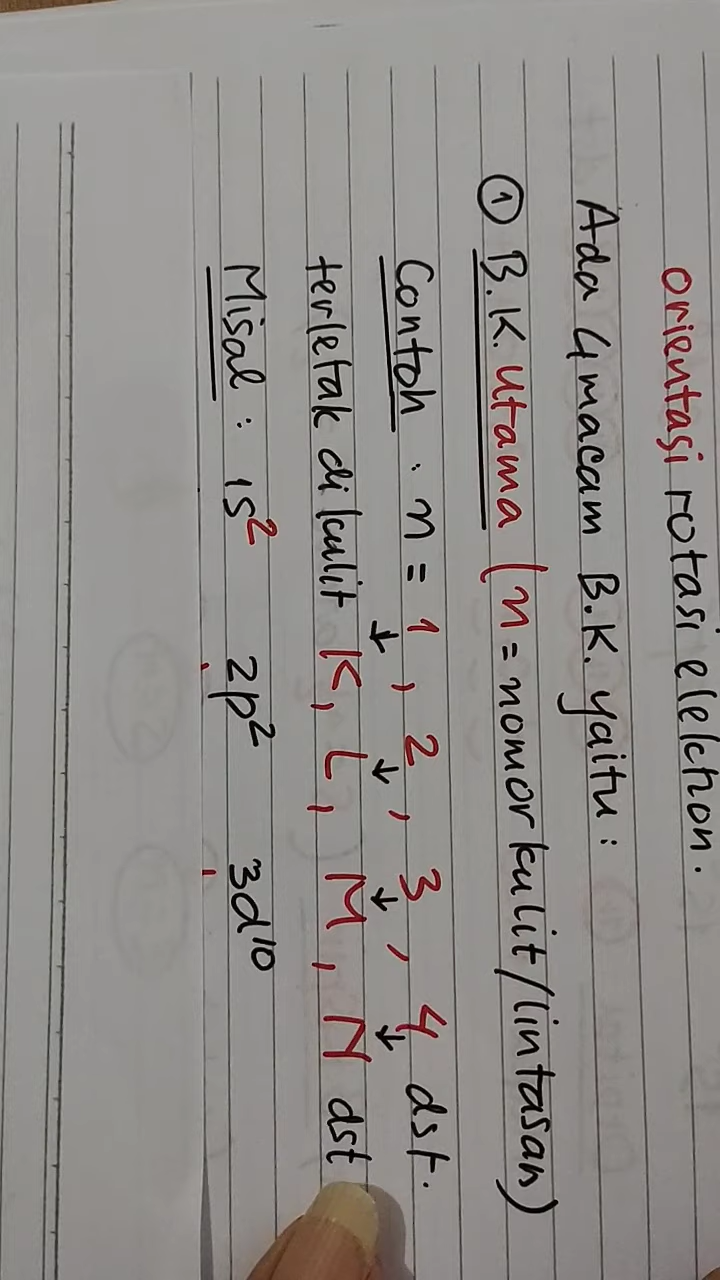 orientasi rotasi elektron.
Ada 4 macam B.K. yaitu:
① B.K. Utama (n = nomor kulit/lintasan)
Contoh : n = 1, 2, 3, 4 dst.
↓ ↓ ↓ ↓
terletak di kulit K, L, M, N dst
Misal : 1s² 2p² 3d¹⁰